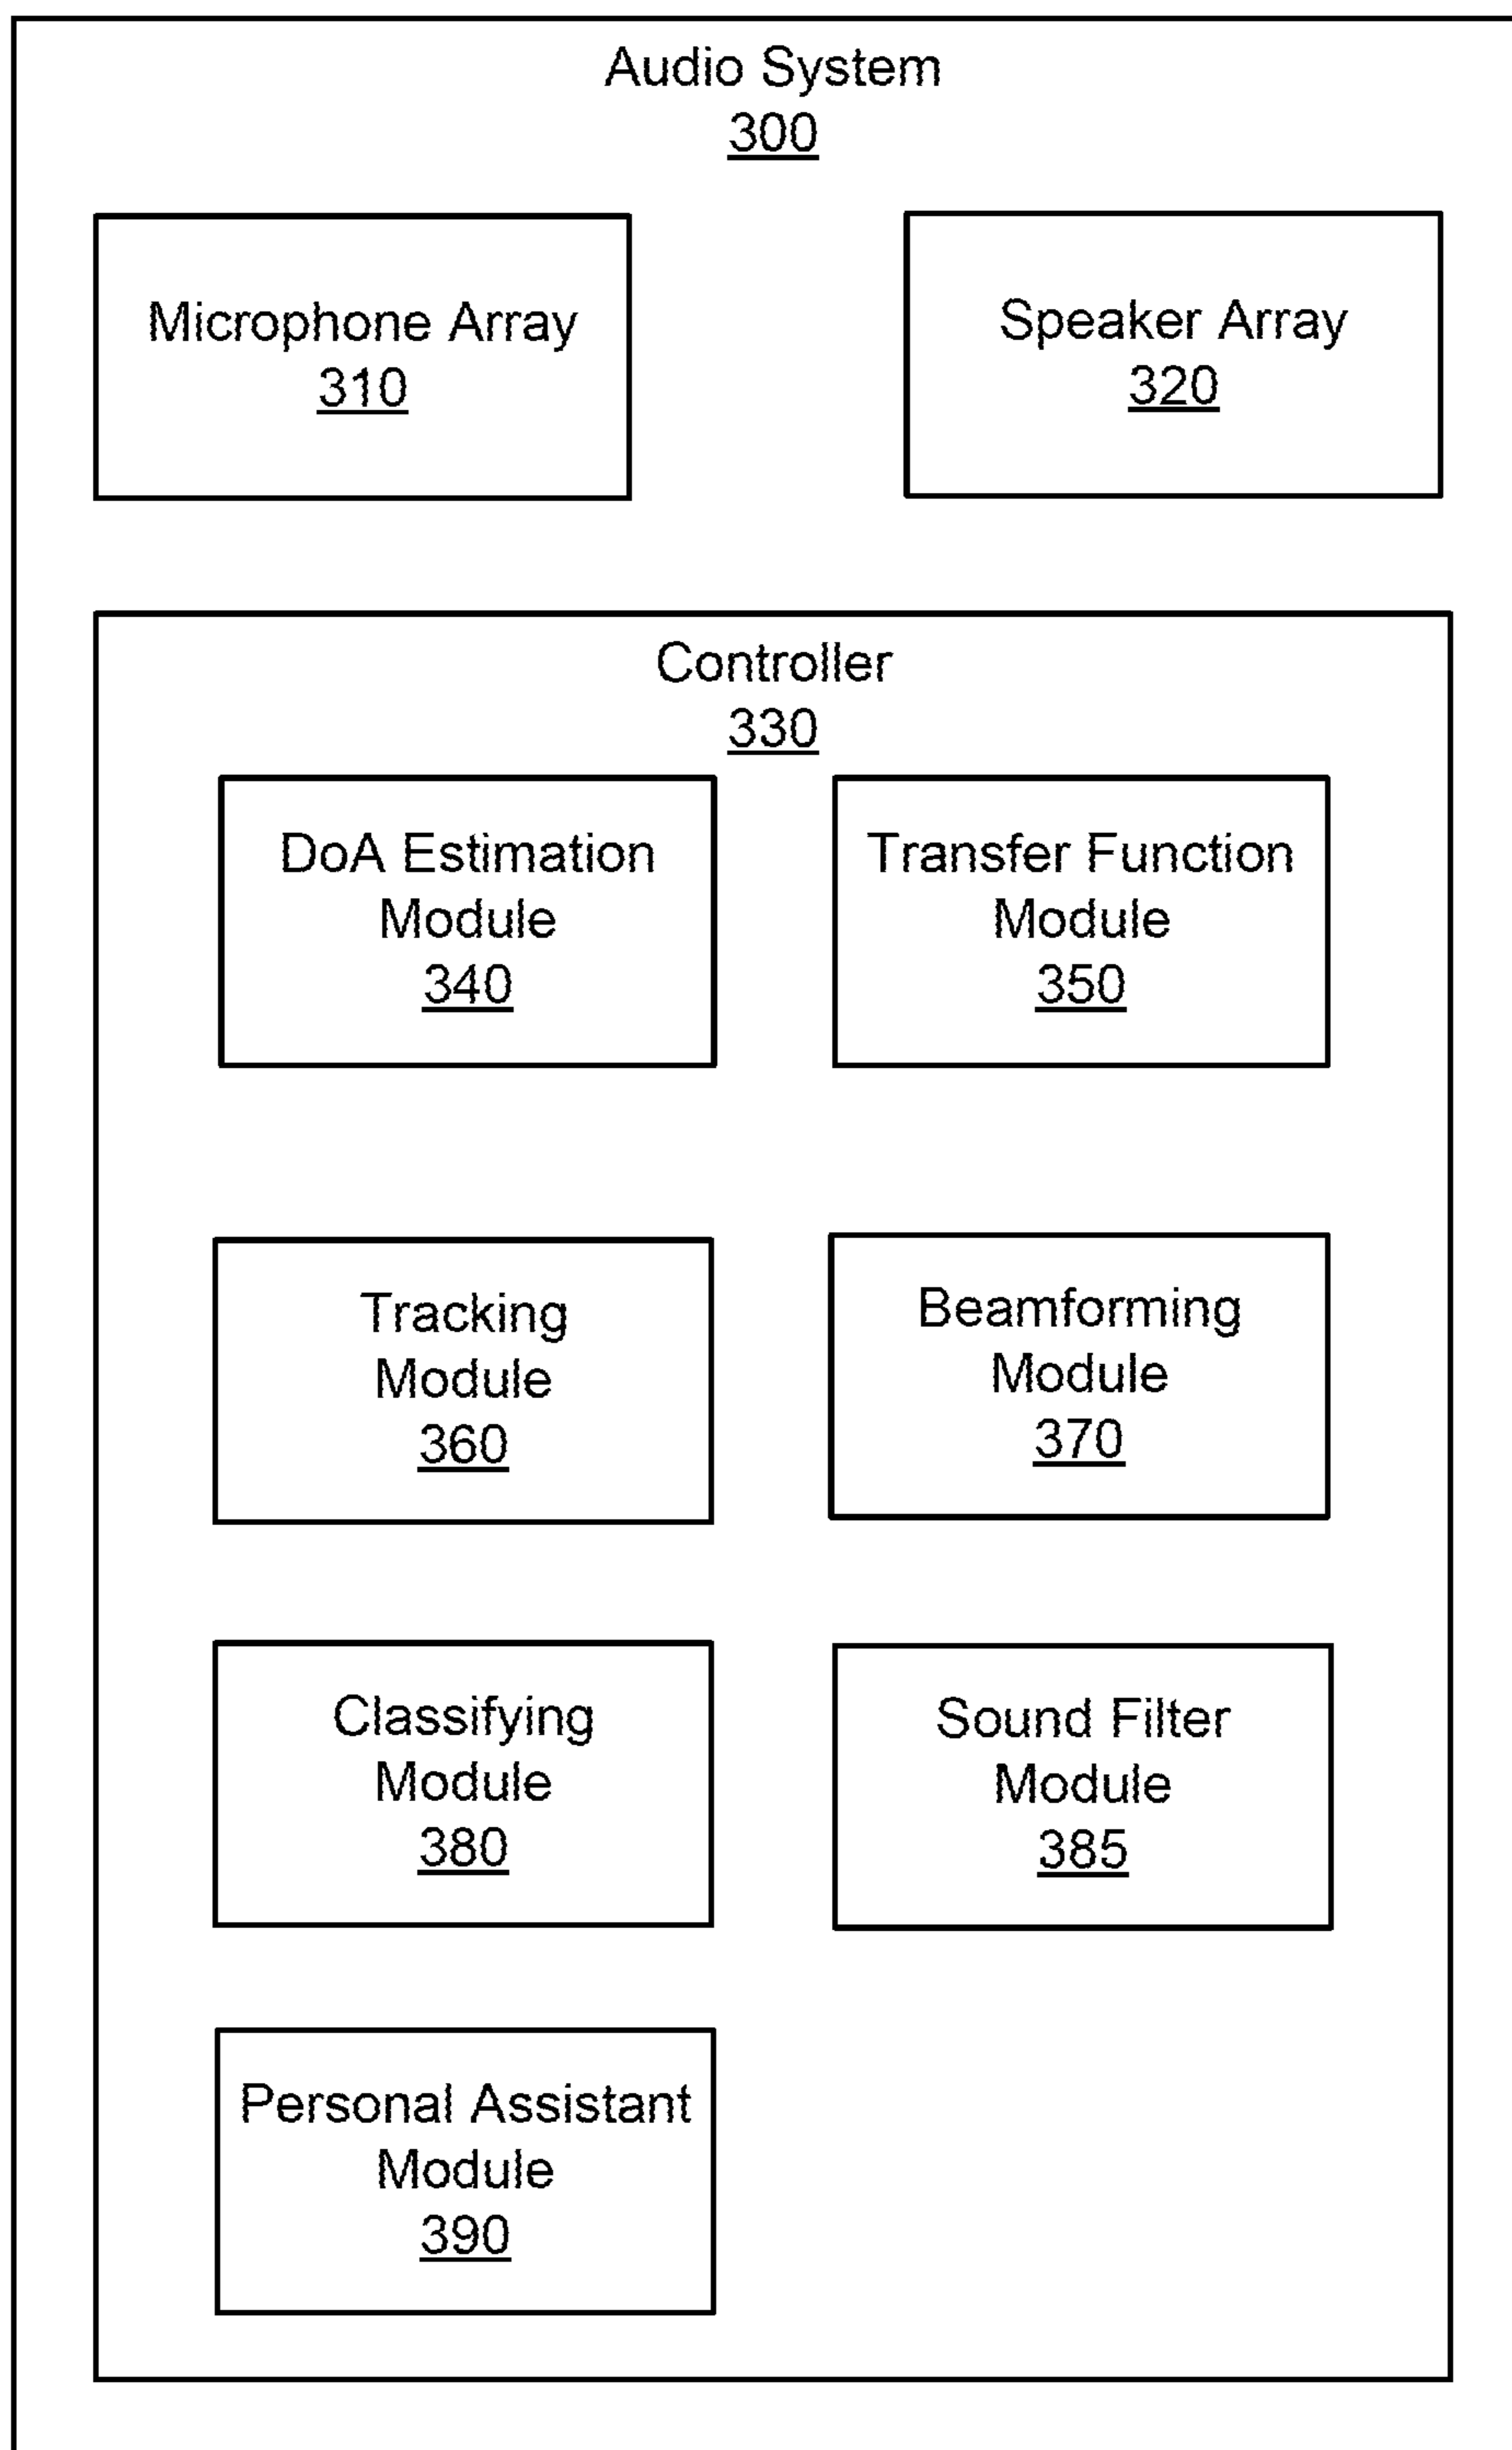 Audio System
300
Microphone Array
310
Speaker Array
320
Controller
330
DoA Estimation
Module
340
Transfer Function
Module
350
Tracking
Module
360
Beamforming
Module
370
Classifying
Module
380
Sound Filter
Module
385
Personal Assistant
Module
390